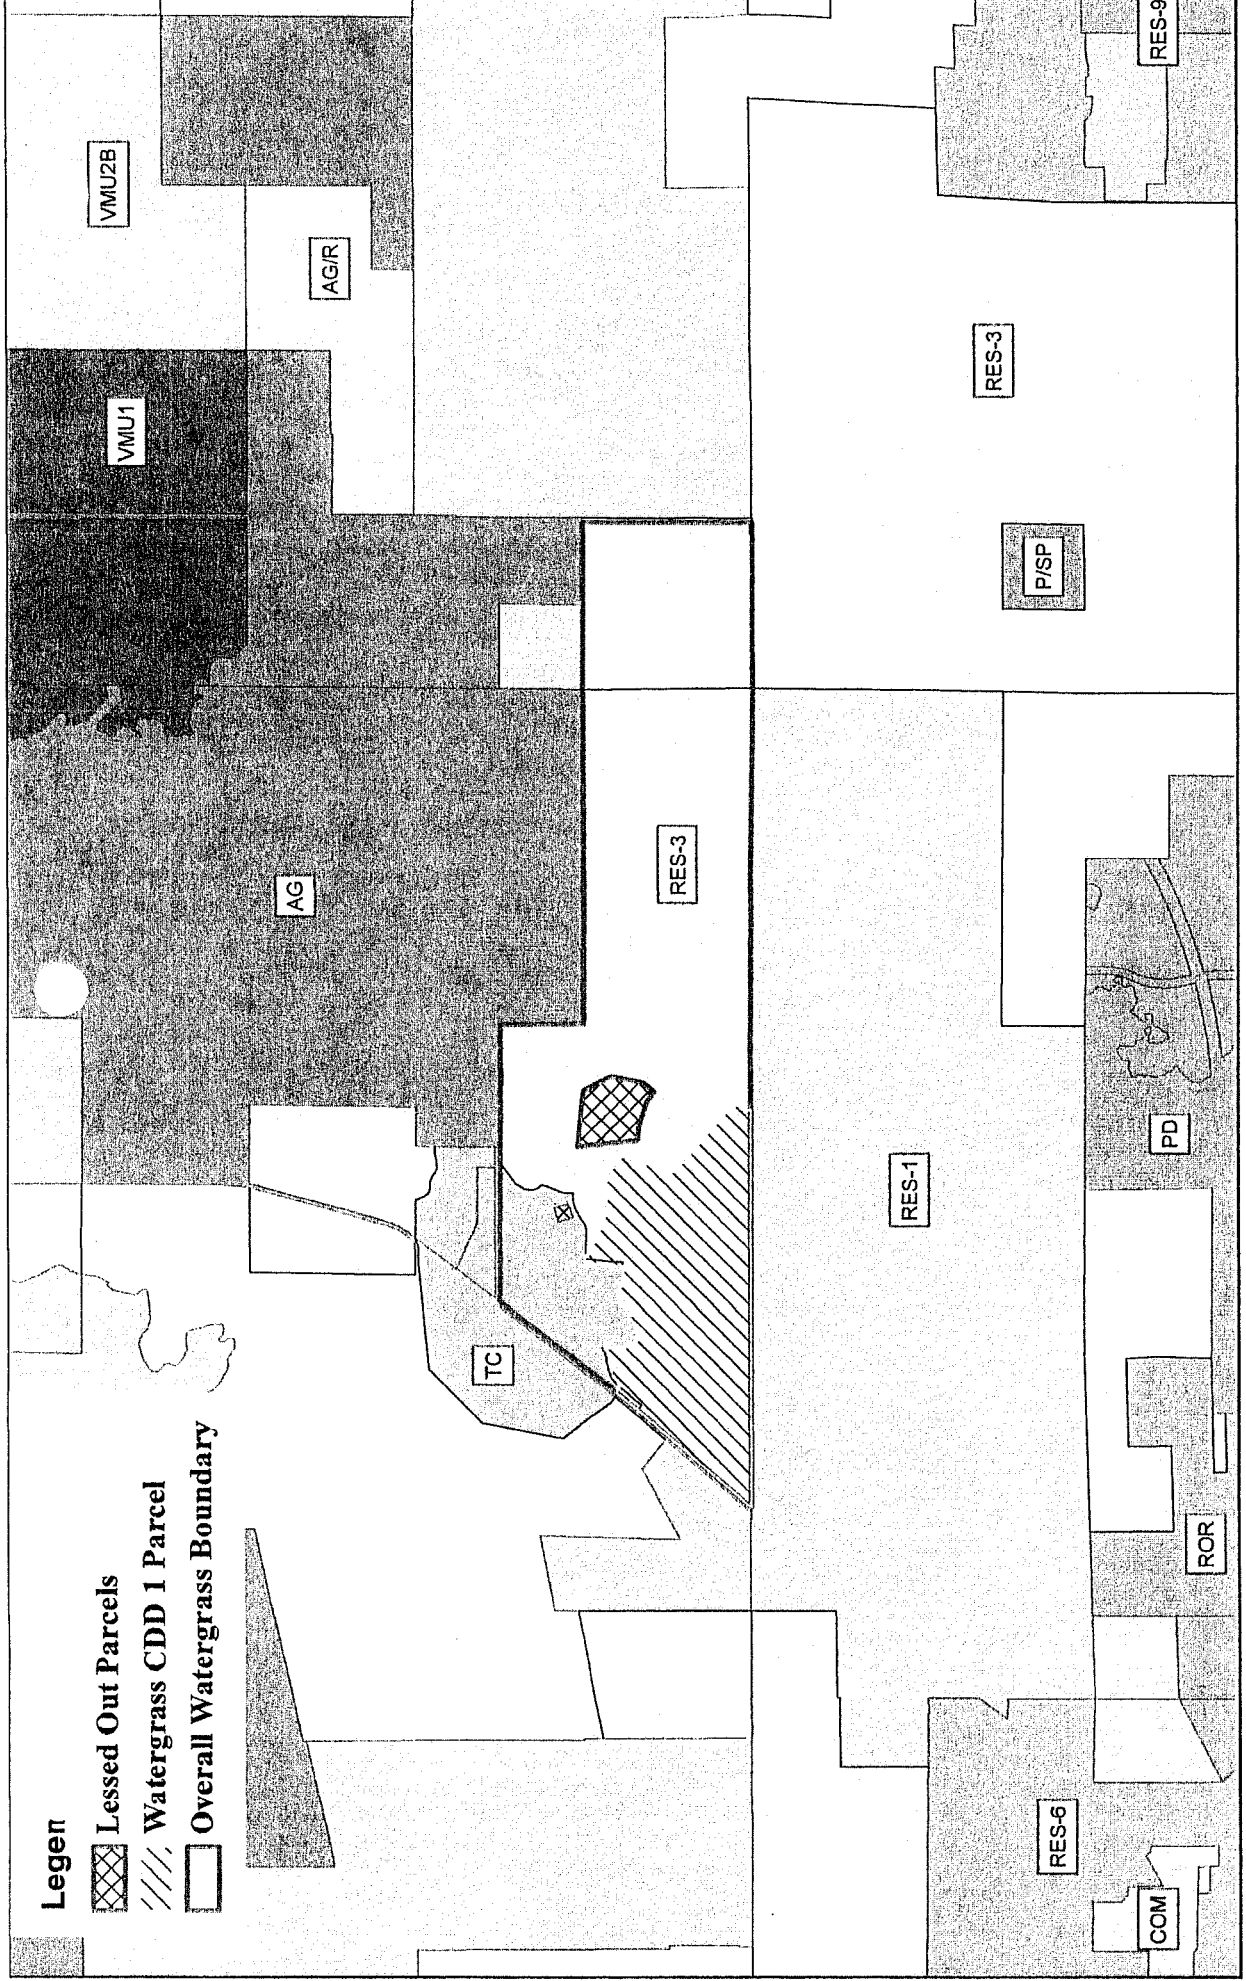 Legen
Lessed Out Parcels
Watergrass CDD 1 Parcel
Overall Watergrass Boundary
VMU2B
VMU1
AG/R
AG
TC
RES-3
RES-1
RES-3
P/SP
PD
ROR
RES-6
COM
RES-9